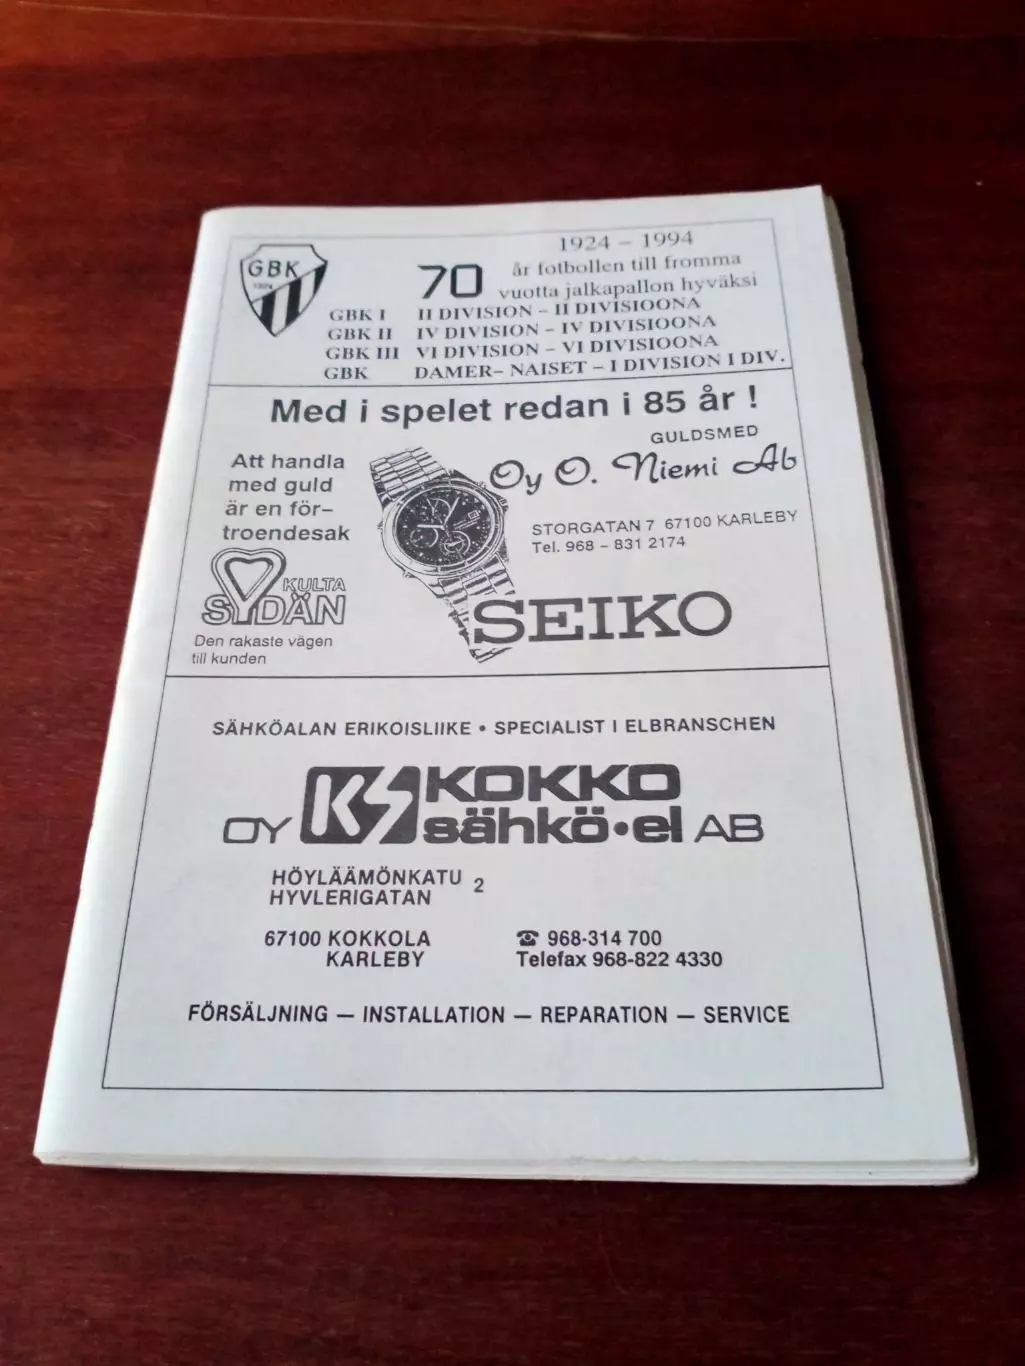 GBK
1924
70
1924 - 1994
år fotbollen till fromma
vuotta jalkapallon hyväksi
GBK I II DIVISION - II DIVISIOONA
GBK II IV DIVISION - IV DIVISIOONA
GBK III VI DIVISION - VI DIVISIOONA
GBK DAMER- NAISET - I DIVISION I DIV.
Med i spelet redan i 85 år !
Att handla
med guld
är en för-
troendesak
KULTA
SYDÄN
Den rakaste vägen
till kunden
GULDSMED
Oy O. Niemi Ab
STORGATAN 7 67100 KARLEBY
Tel. 968 - 831 2174
SEIKO
SÄHKÖALAN ERIKOISLIIKE • SPECIALIST I ELBRANSCHEN
OY KS KOKKO
sähkö•el AB
HÖYLÄÄMÖNKATU 2
HYVLERIGATAN
67100 KOKKOLA
KARLEBY
☎ 968-314 700
Telefax 968-822 4330
FÖRSÄLJNING — INSTALLATION — REPARATION — SERVICE